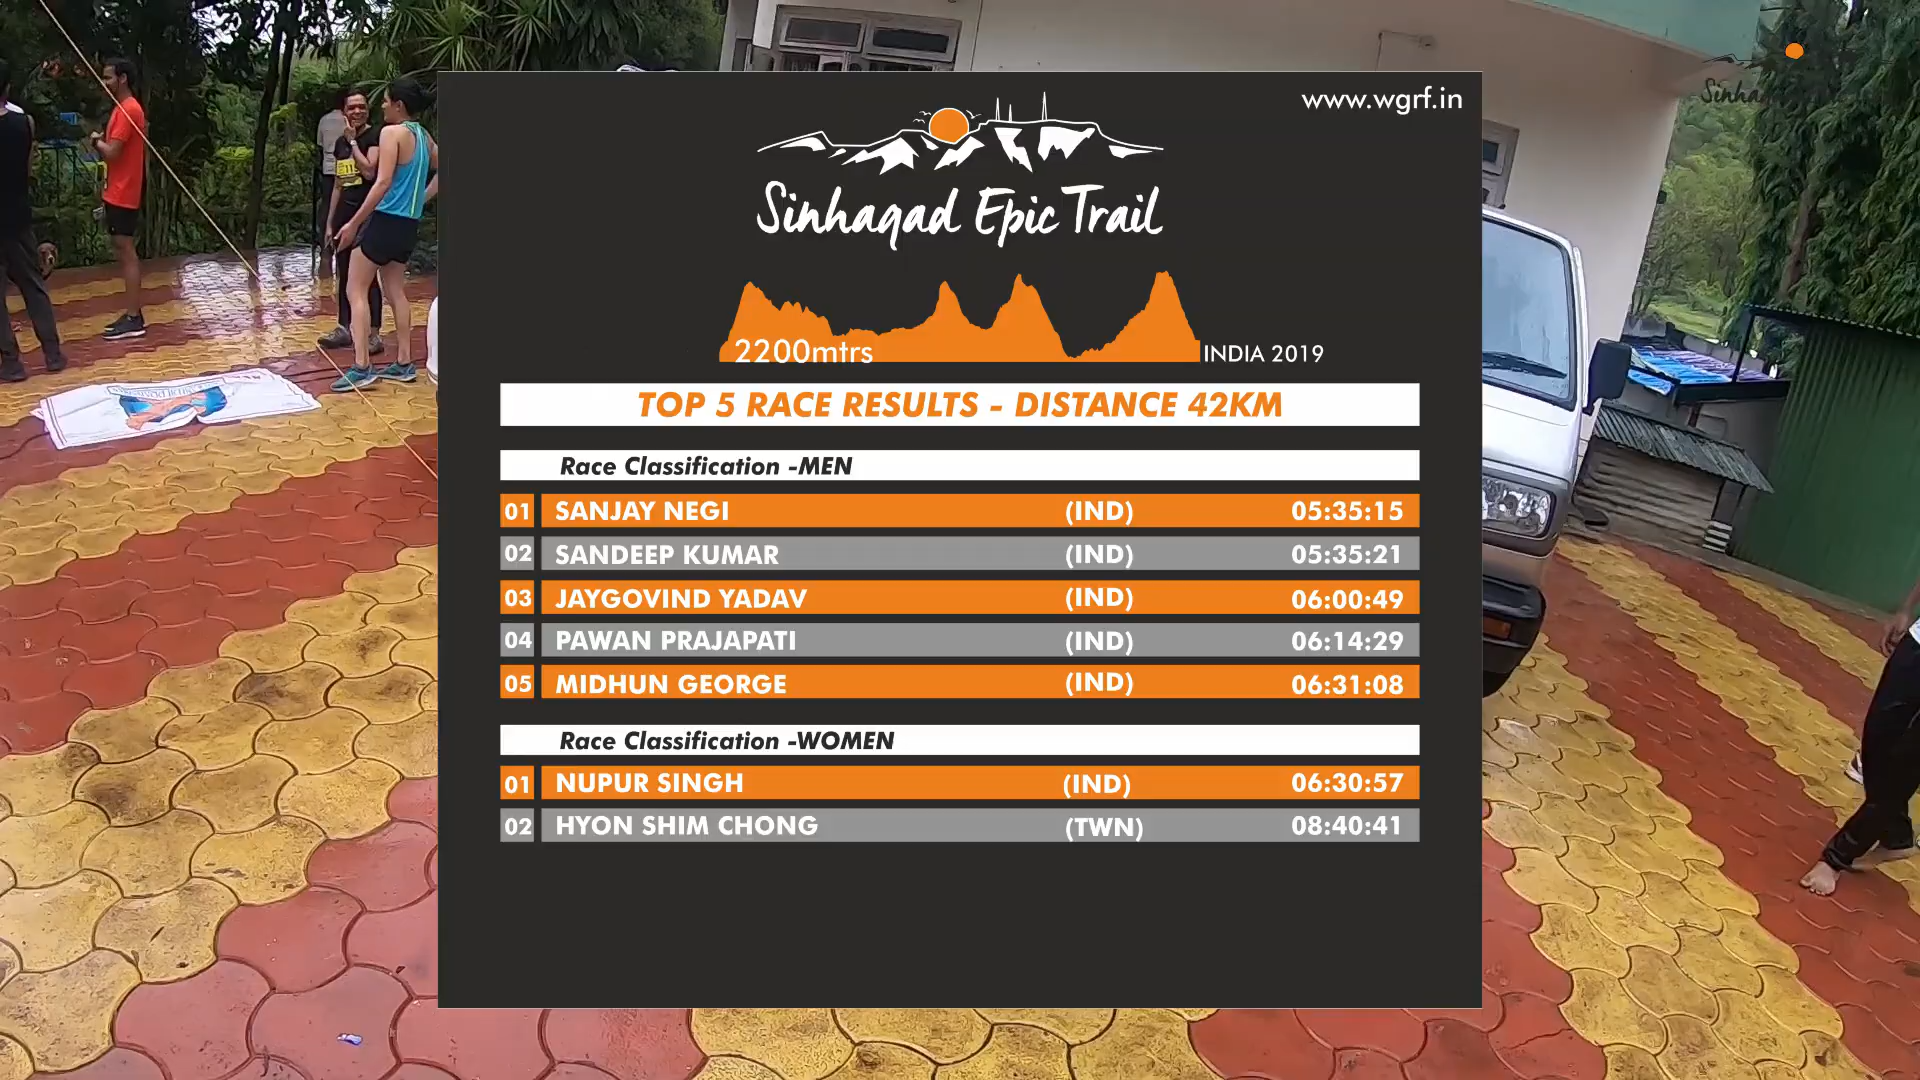 www.wgrf.in
Sinhagad Epic Trail
2200mtrs
INDIA 2019
TOP 5 RACE RESULTS - DISTANCE 42KM
Race Classification -MEN
01 SANJAY NEGI (IND) 05:35:15
02 SANDEEP KUMAR (IND) 05:35:21
03 JAYGOVIND YADAV (IND) 06:00:49
04 PAWAN PRAJAPATI (IND) 06:14:29
05 MIDHUN GEORGE (IND) 06:31:08
Race Classification -WOMEN
01 NUPUR SINGH (IND) 06:30:57
02 HYON SHIM CHONG (TWN) 08:40:41